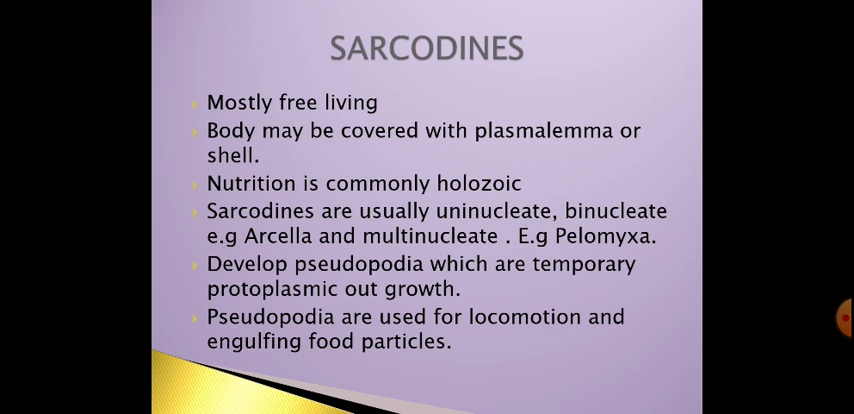 SARCODINES
Mostly free living
Body may be covered with plasmalemma or
shell.
Nutrition is commonly holozoic
Sarcodines are usually uninucleate, binucleate
e.g Arcella and multinucleate . E.g Pelomyxa.
Develop pseudopodia which are temporary
protoplasmic out growth.
Pseudopodia are used for locomotion and
engulfing food particles.